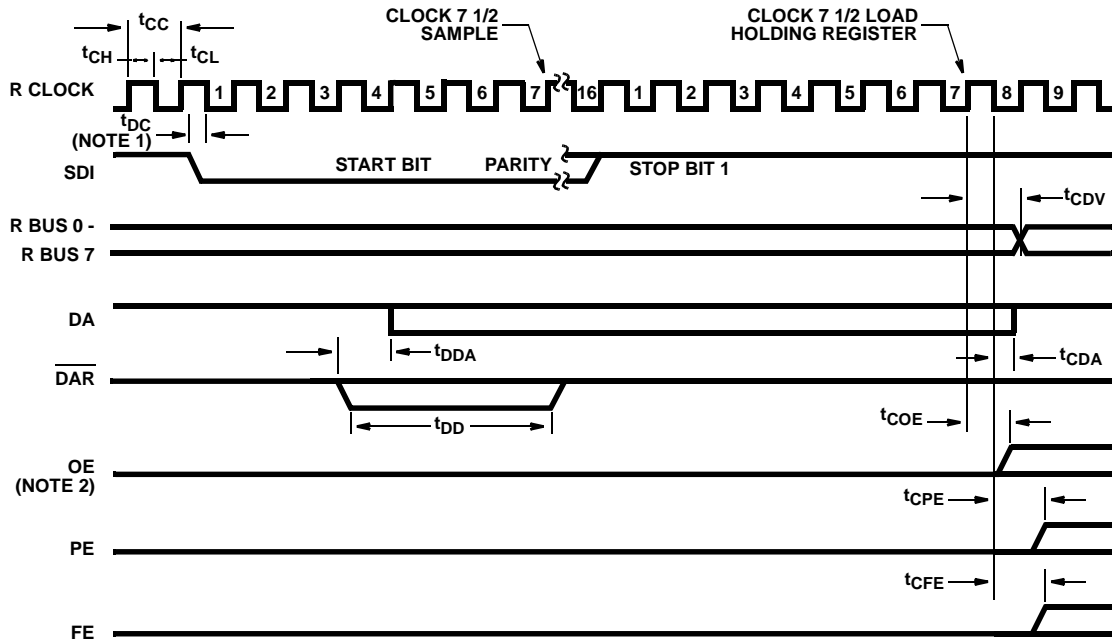 tCC
CLOCK 7 1/2
SAMPLE
CLOCK 7 1/2 LOAD
HOLDING REGISTER
tCH
tCL
R CLOCK
1 2 3 4 5 6 7 16 1 2 3 4 5 6 7 8 9
tDC
(NOTE 1)
SDI
START BIT
PARITY
STOP BIT 1
tCDV
R BUS 0 -
R BUS 7
DA
tDDA
tCDA
DAR
tDD
tCOE
OE
(NOTE 2)
tCPE
PE
tCFE
FE